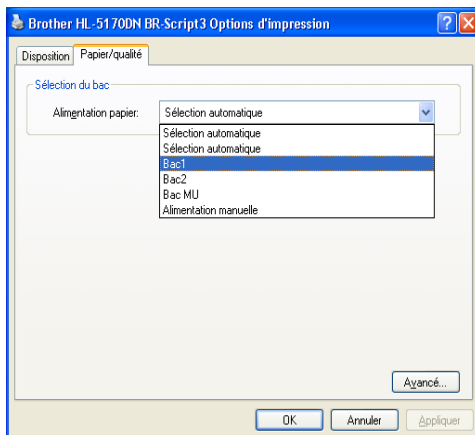 Brother HL-5170DN BR-Script3 Options d'impression
Disposition Papier/qualité
Sélection du bac
Alimentation papier: Sélection automatique
Sélection automatique
Sélection automatique
Bac1
Bac2
Bac MU
Alimentation manuelle
Avancé...
OK Annuler Appliquer